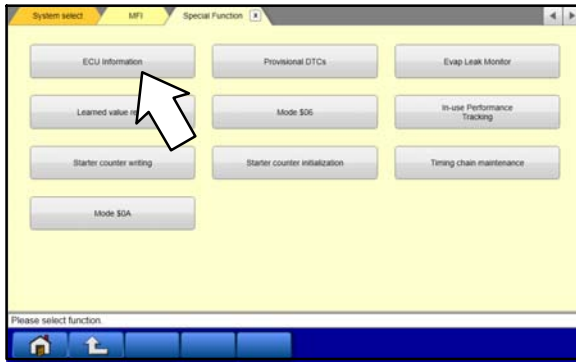 System select MFI Special Function x
ECU Information Provisional DTCs Evap Leak Monitor
Learned value Mode $06 In-use Performance
Tracking
Starter counter writing Starter counter initialization Timing chain maintenance
Mode $0A
Please select function.